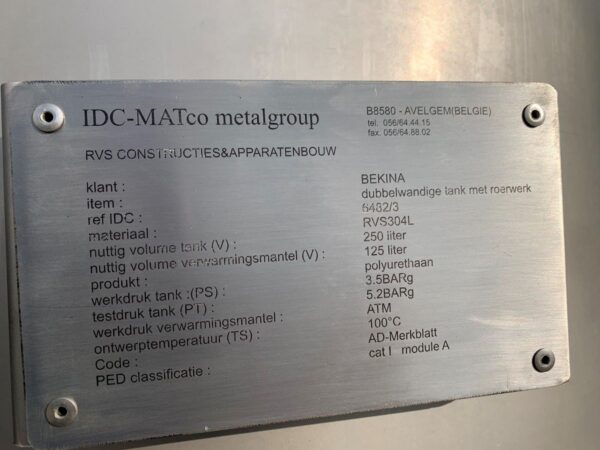 IDC-MATco metalgroup
B8580 - AVELGEM(BELGIE)
tel. 056/64.44.15
fax. 056/64.88.02
RVS CONSTRUCTIES&APPARATENBOUW
klant : BEKINA
item : dubbelwandige tank met roerwerk
ref IDC : 6482/3
materiaal : RVS304L
nuttig volume tank (V) : 250 liter
nuttig volume verwarmingsmantel (V) : 125 liter
produkt : polyurethaan
werkdruk tank :(PS) : 3.5BARg
testdruk tank (PT) : 5.2BARg
werkdruk verwarmingsmantel : ATM
ontwerptemperatuur (TS) : 100°C
Code : AD-Merkblatt
PED classificatie : cat I module A